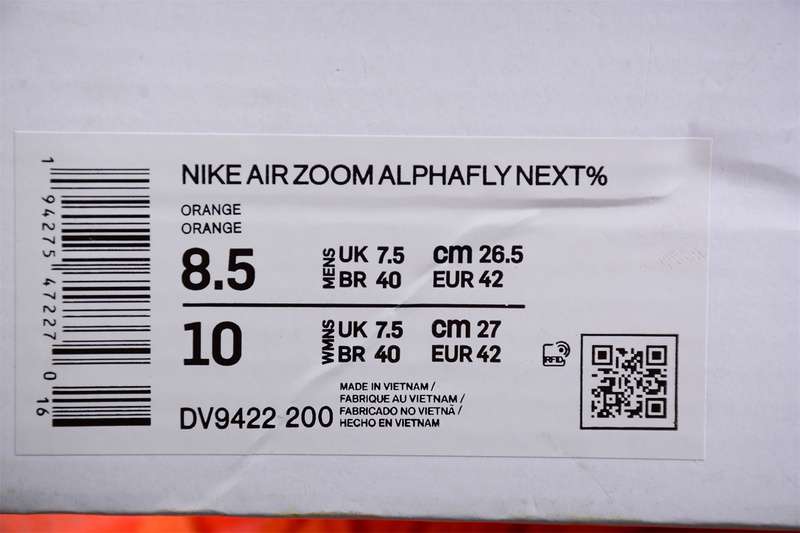 NIKE AIR ZOOM ALPHAFLY NEXT%
ORANGE
ORANGE
8.5 MENS UK 7.5 cm 26.5
BR 40 EUR 42
10 WMNS UK 7.5 cm 27
BR 40 EUR 42
RFID
MADE IN VIETNAM /
FABRIQUE AU VIETNAM /
FABRICADO NO VIETNÃ /
HECHO EN VIETNAM
DV9422 200
1 94275 47227 0 16